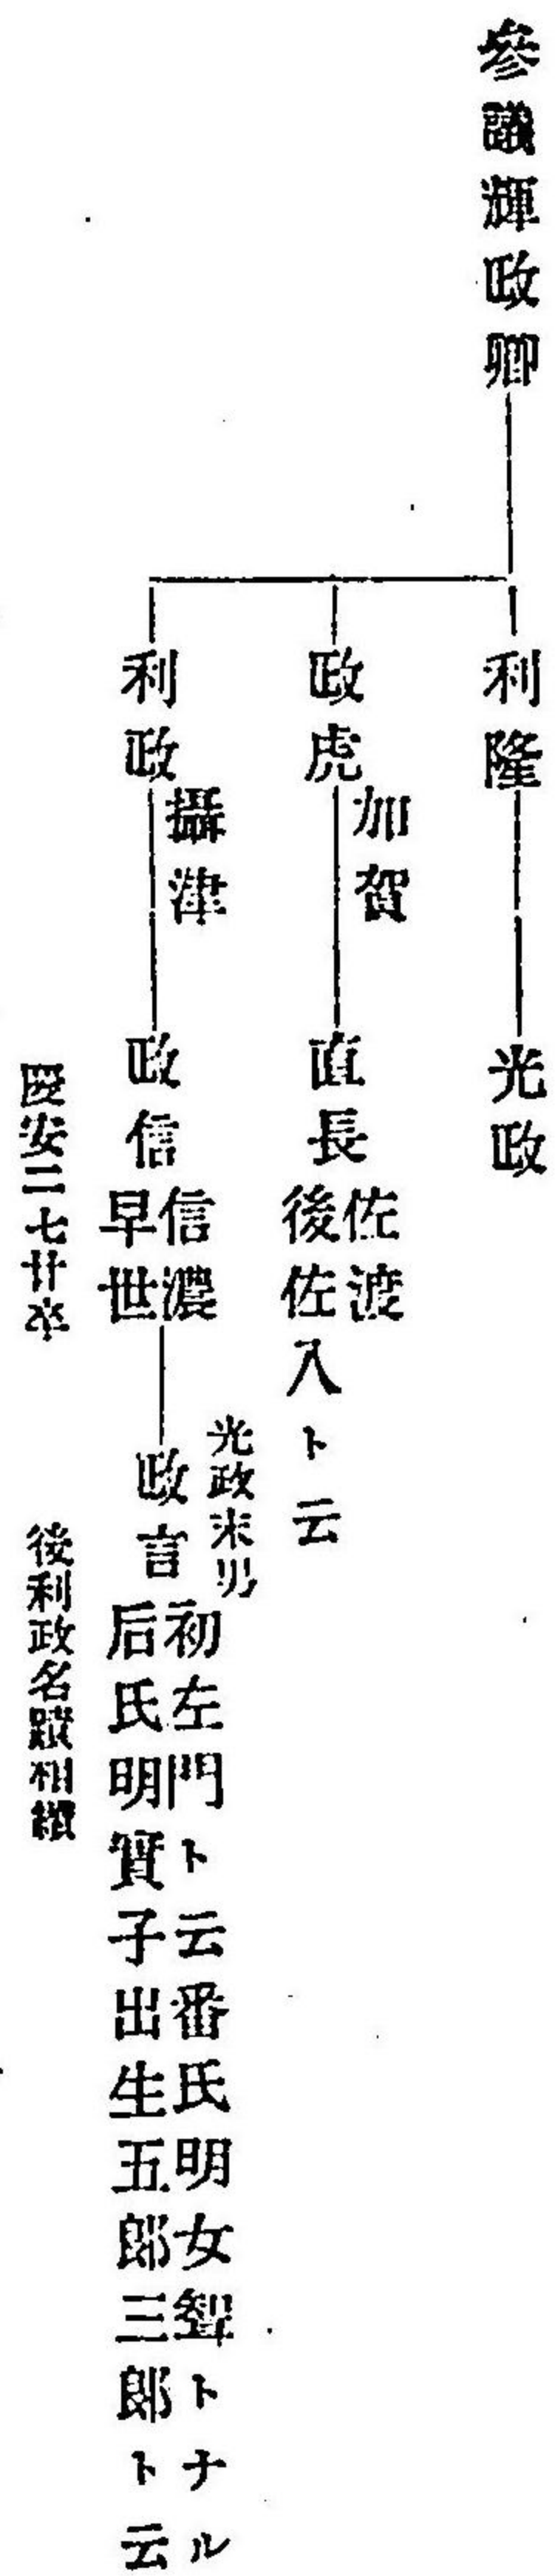 參議輝政卿
利隆
光政
政虎
加賀
直長
佐渡
後佐入ト云
利政
攝津
政信
信濃
早世
慶安二七廿卒
光政末男
政言
初左門ト云番氏明女聟トナル
后氏明實子出生五郎三郎ト云
後利政名蹟相續